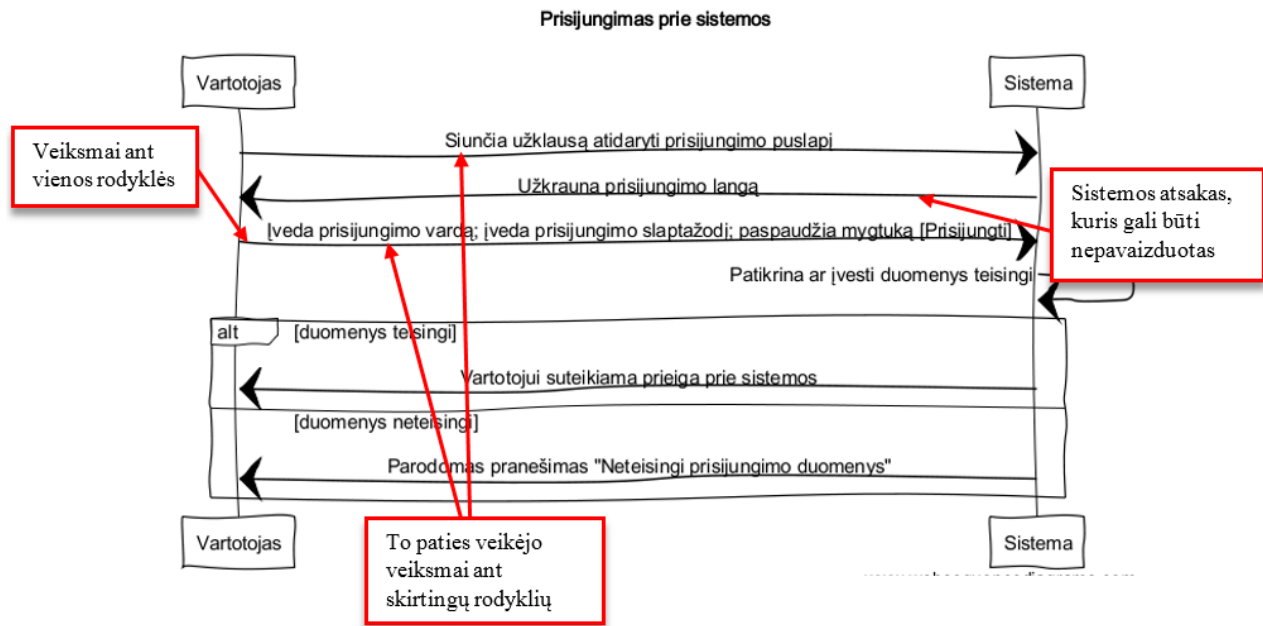 Prisijungimas prie sistemos
Vartotojas
Sistema
Siunčia užklausą atidaryti prisijungimo puslapį
Veiksmai ant
vienos rodyklės
Užkrauna prisijungimo langą
Sistemos atsakas,
kuris gali būti
nepavaizduotas
Įveda prisijungimo vardą; įveda prisijungimo slaptažodį; paspaudžia mygtuką [Prisijungti]
Patikrina ar įvesti duomenys teisingi
alt
[duomenys teisingi]
Vartotojui suteikiama prieiga prie sistemos
[duomenys neteisingi]
Parodomas pranešimas "Neteisingi prisijungimo duomenys"
Vartotojas
To paties veikėjo
veiksmai ant
skirtingų rodyklių
Sistema